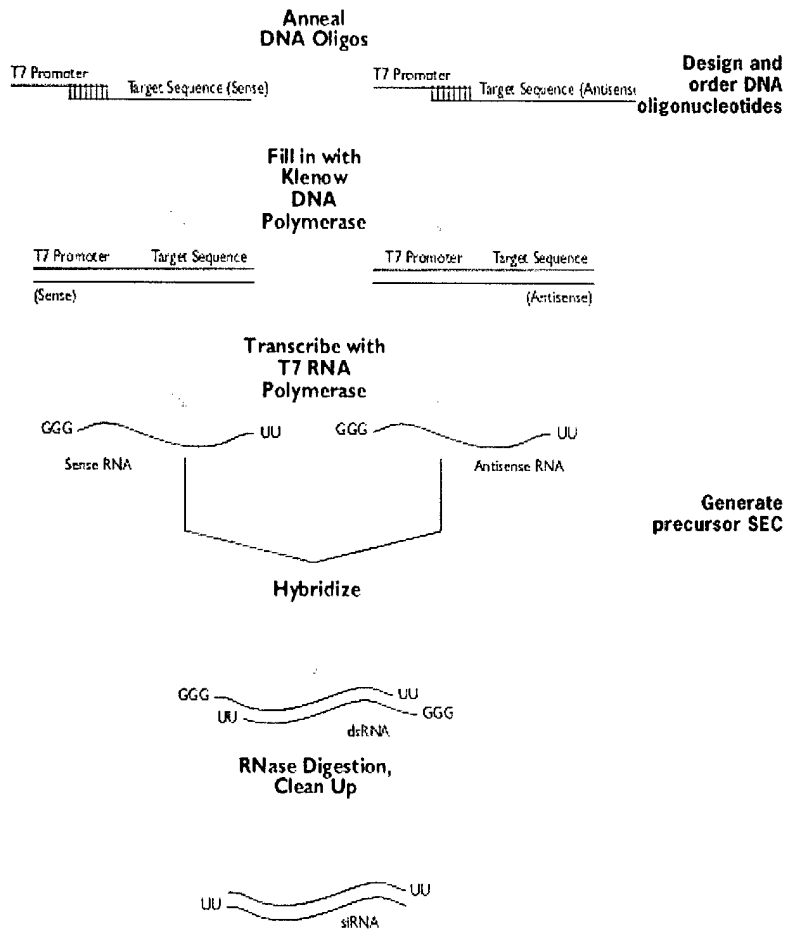 Anneal
DNA Oligos
T7 Promoter
Target Sequence (Sense)
T7 Promoter
Target Sequence (Antisense
Design and
order DNA
oligonucleotides
Fill in with
Klenow
DNA
Polymerase
T7 Promoter Target Sequence
(Sense)
T7 Promoter Target Sequence
(Antisense)
Transcribe with
T7 RNA
Polymerase
GGG UU
Sense RNA
GGG UU
Antisense RNA
Generate
precursor SEC
Hybridize
GGG UU
UU GGG
dsRNA
RNase Digestion,
Clean Up
UU
UU
siRNA